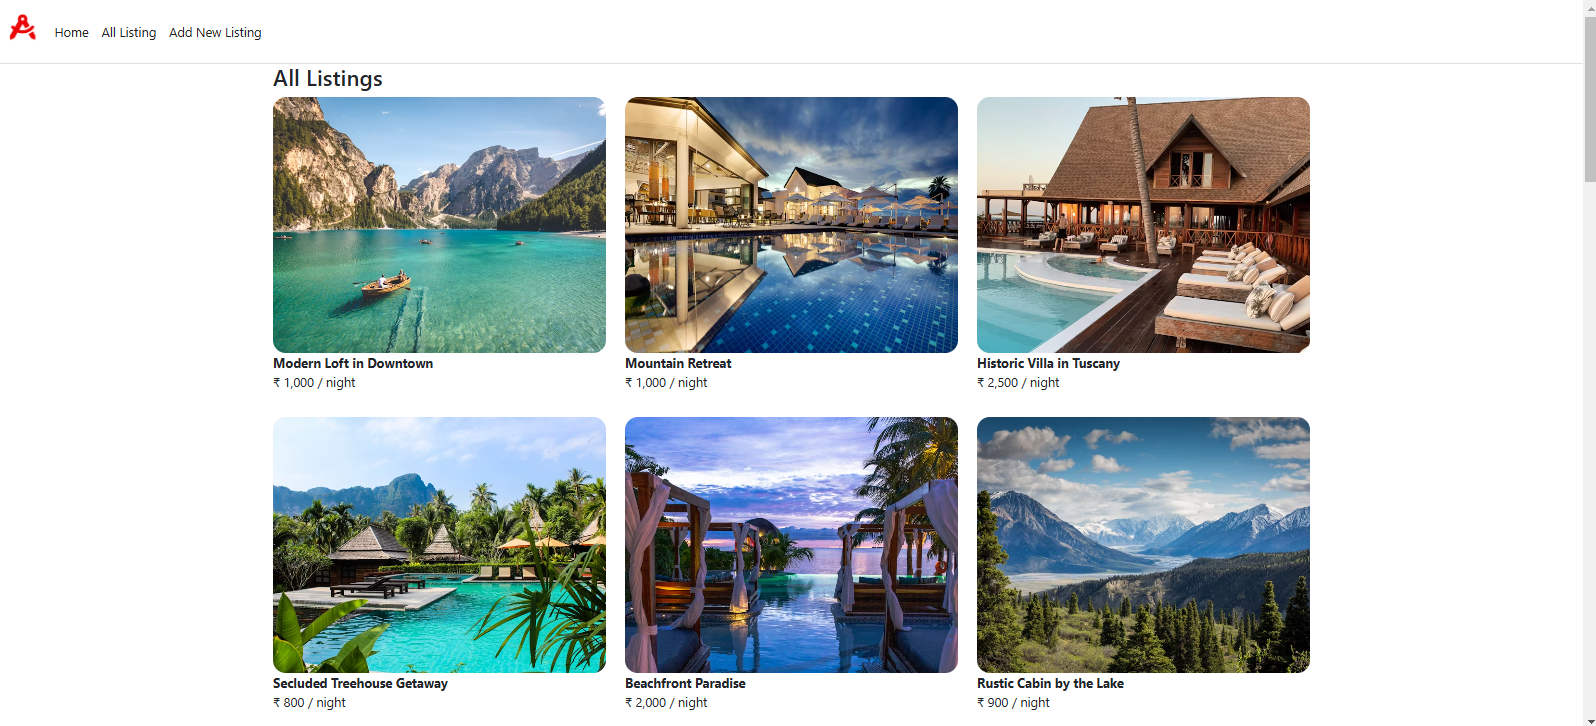 Home All Listing Add New Listing
All Listings
Modern Loft in Downtown
₹ 1,000 / night
Mountain Retreat
₹ 1,000 / night
Historic Villa in Tuscany
₹ 2,500 / night
Secluded Treehouse Getaway
₹ 800 / night
Beachfront Paradise
₹ 2,000 / night
Rustic Cabin by the Lake
₹ 900 / night